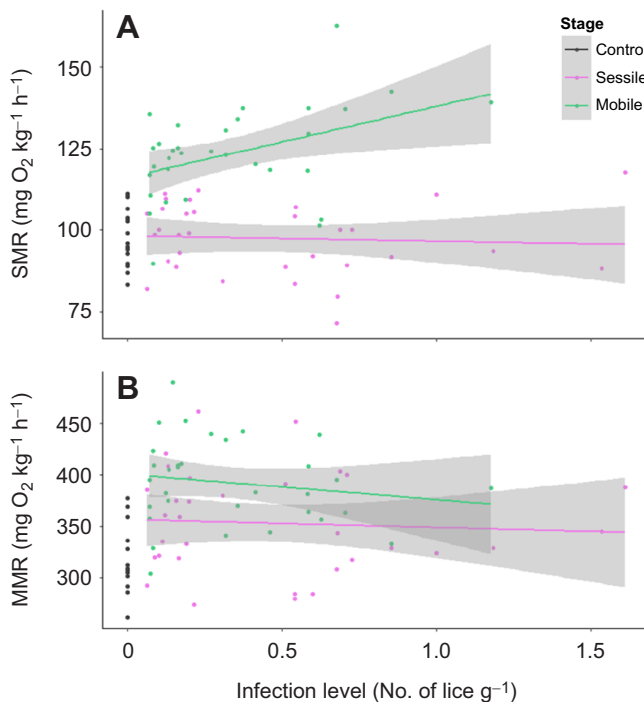 A
Stage
Contro
Sessile
Mobile
SMR (mg O₂ kg⁻¹ h⁻¹)
150
125
100
75
B
MMR (mg O₂ kg⁻¹ h⁻¹)
450
400
350
300
0
0.5
1.0
1.5
Infection level (No. of lice g⁻¹)